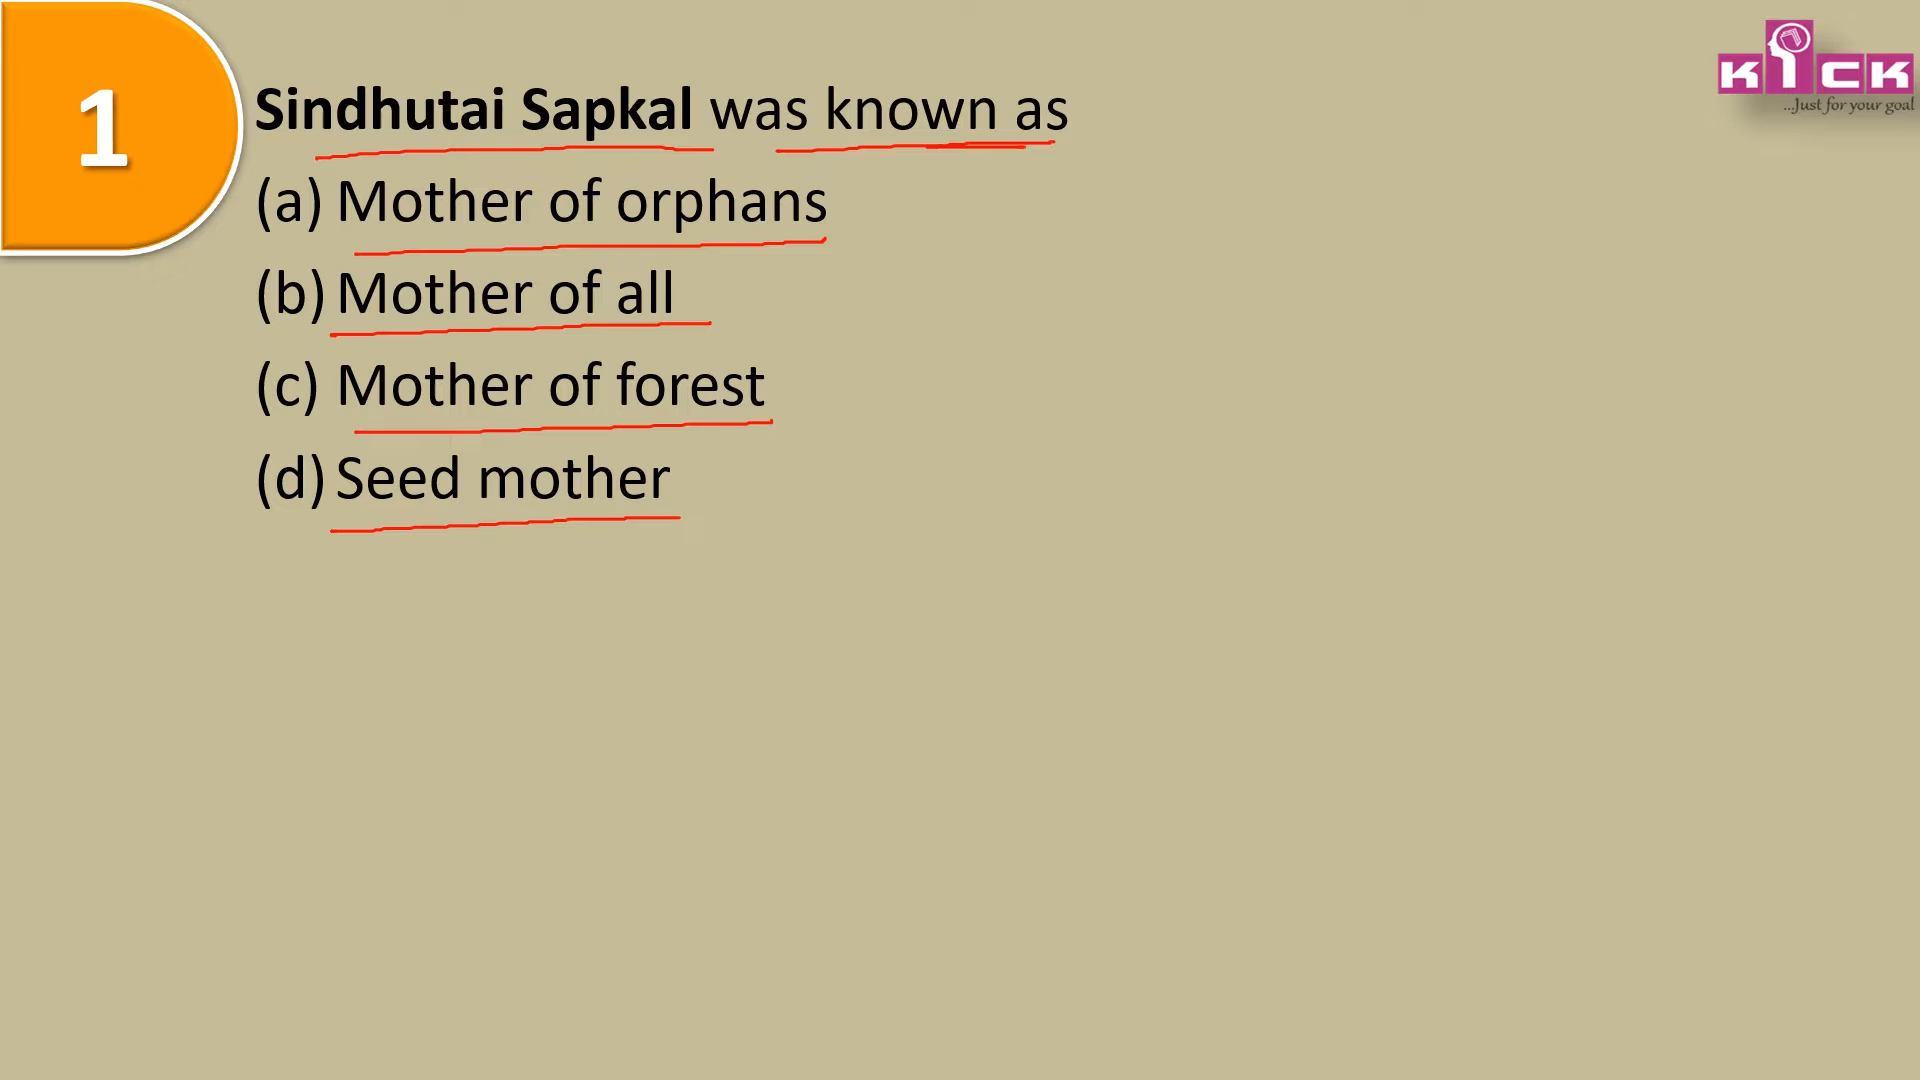 1
Sindhutai Sapkal was known as
(a) Mother of orphans
(b) Mother of all
(c) Mother of forest
(d) Seed mother
KICK
...Just for your goal